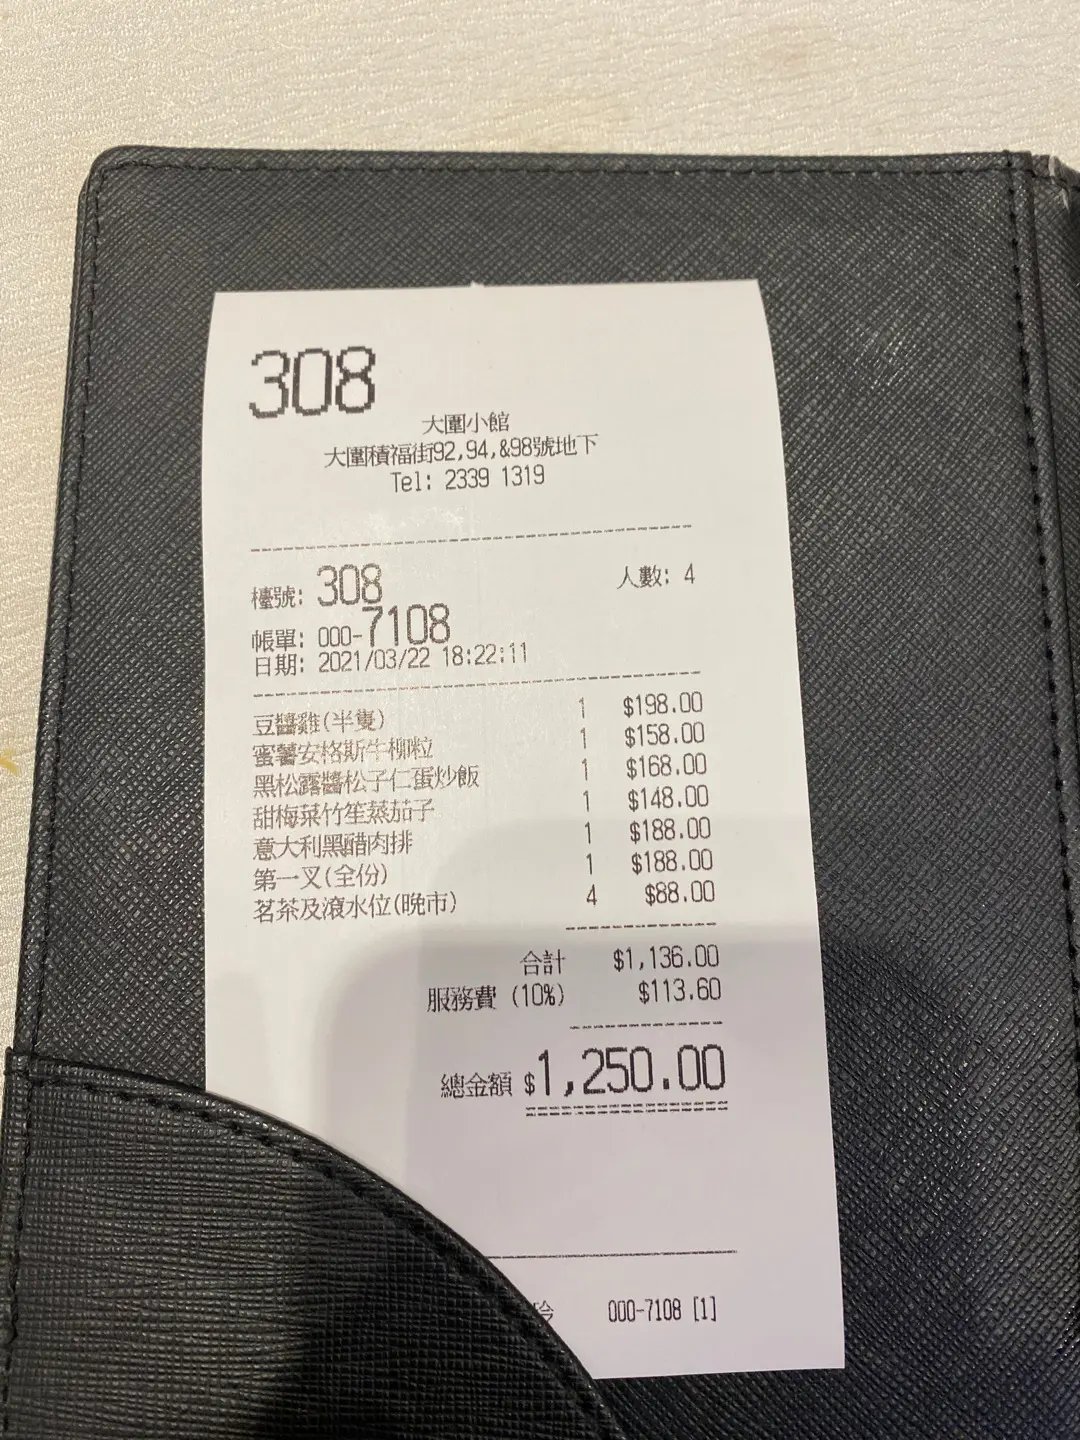 308
大圍小館
大圍積福街92,94,&98號地下
Tel: 2339 1319
檯號: 308 人數: 4
帳單: 000-7108
日期: 2021/03/22 18:22:11
豆醬雞(半隻) 1 $198.00
蜜薯安格斯牛柳粒 1 $158.00
黑松露醬松子仁蛋炒飯 1 $168.00
甜梅菜竹笙蒸茄子 1 $148.00
意大利黑醋肉排 1 $188.00
第一叉(全份) 1 $188.00
茗茶及滾水位(晚市) 4 $88.00
合計 $1,136.00
服務費 (10%) $113.60
總金額 $1,250.00
000-7108 [1]